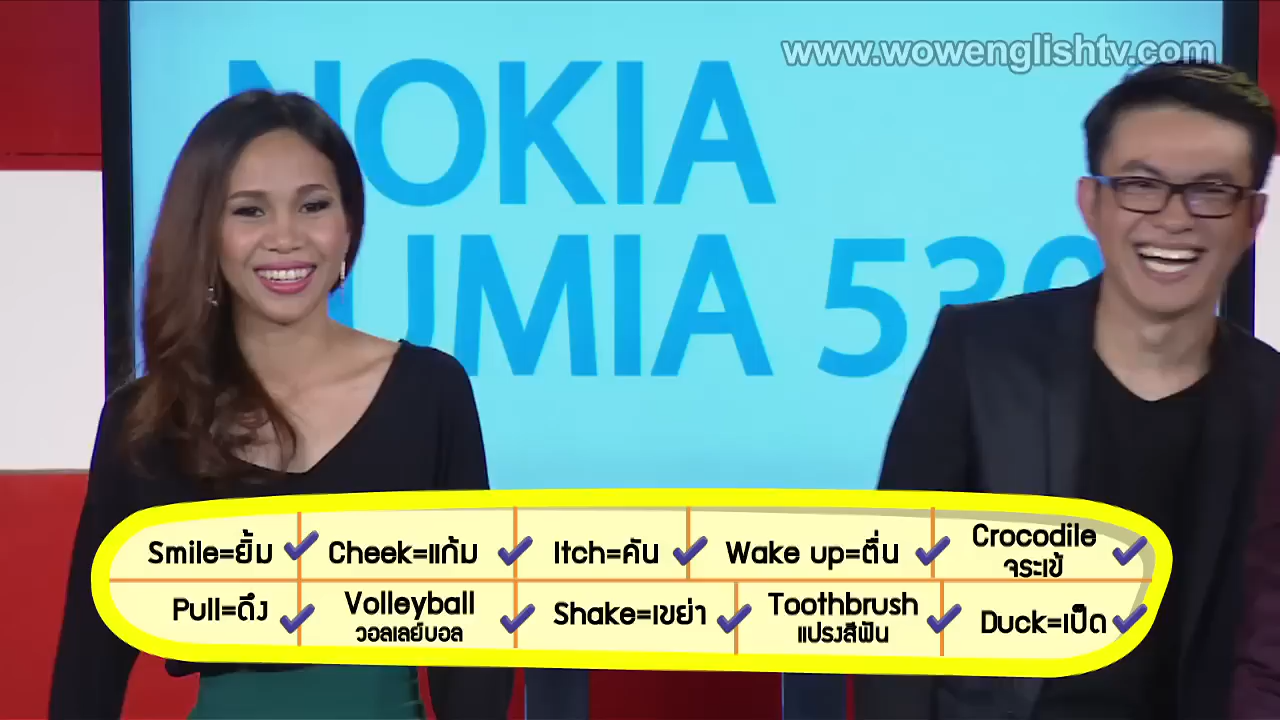 www.wowenglishtv.com
NOKIA
LUMIA 530
Smile=ยิ้ม
Cheek=แก้ม
Itch=คัน
Wake up=ตื่น
Crocodile
จระเข้
Pull=ดึง
Volleyball
วอลเลย์บอล
Shake=เขย่า
Toothbrush
แปรงสีฟัน
Duck=เป็ด